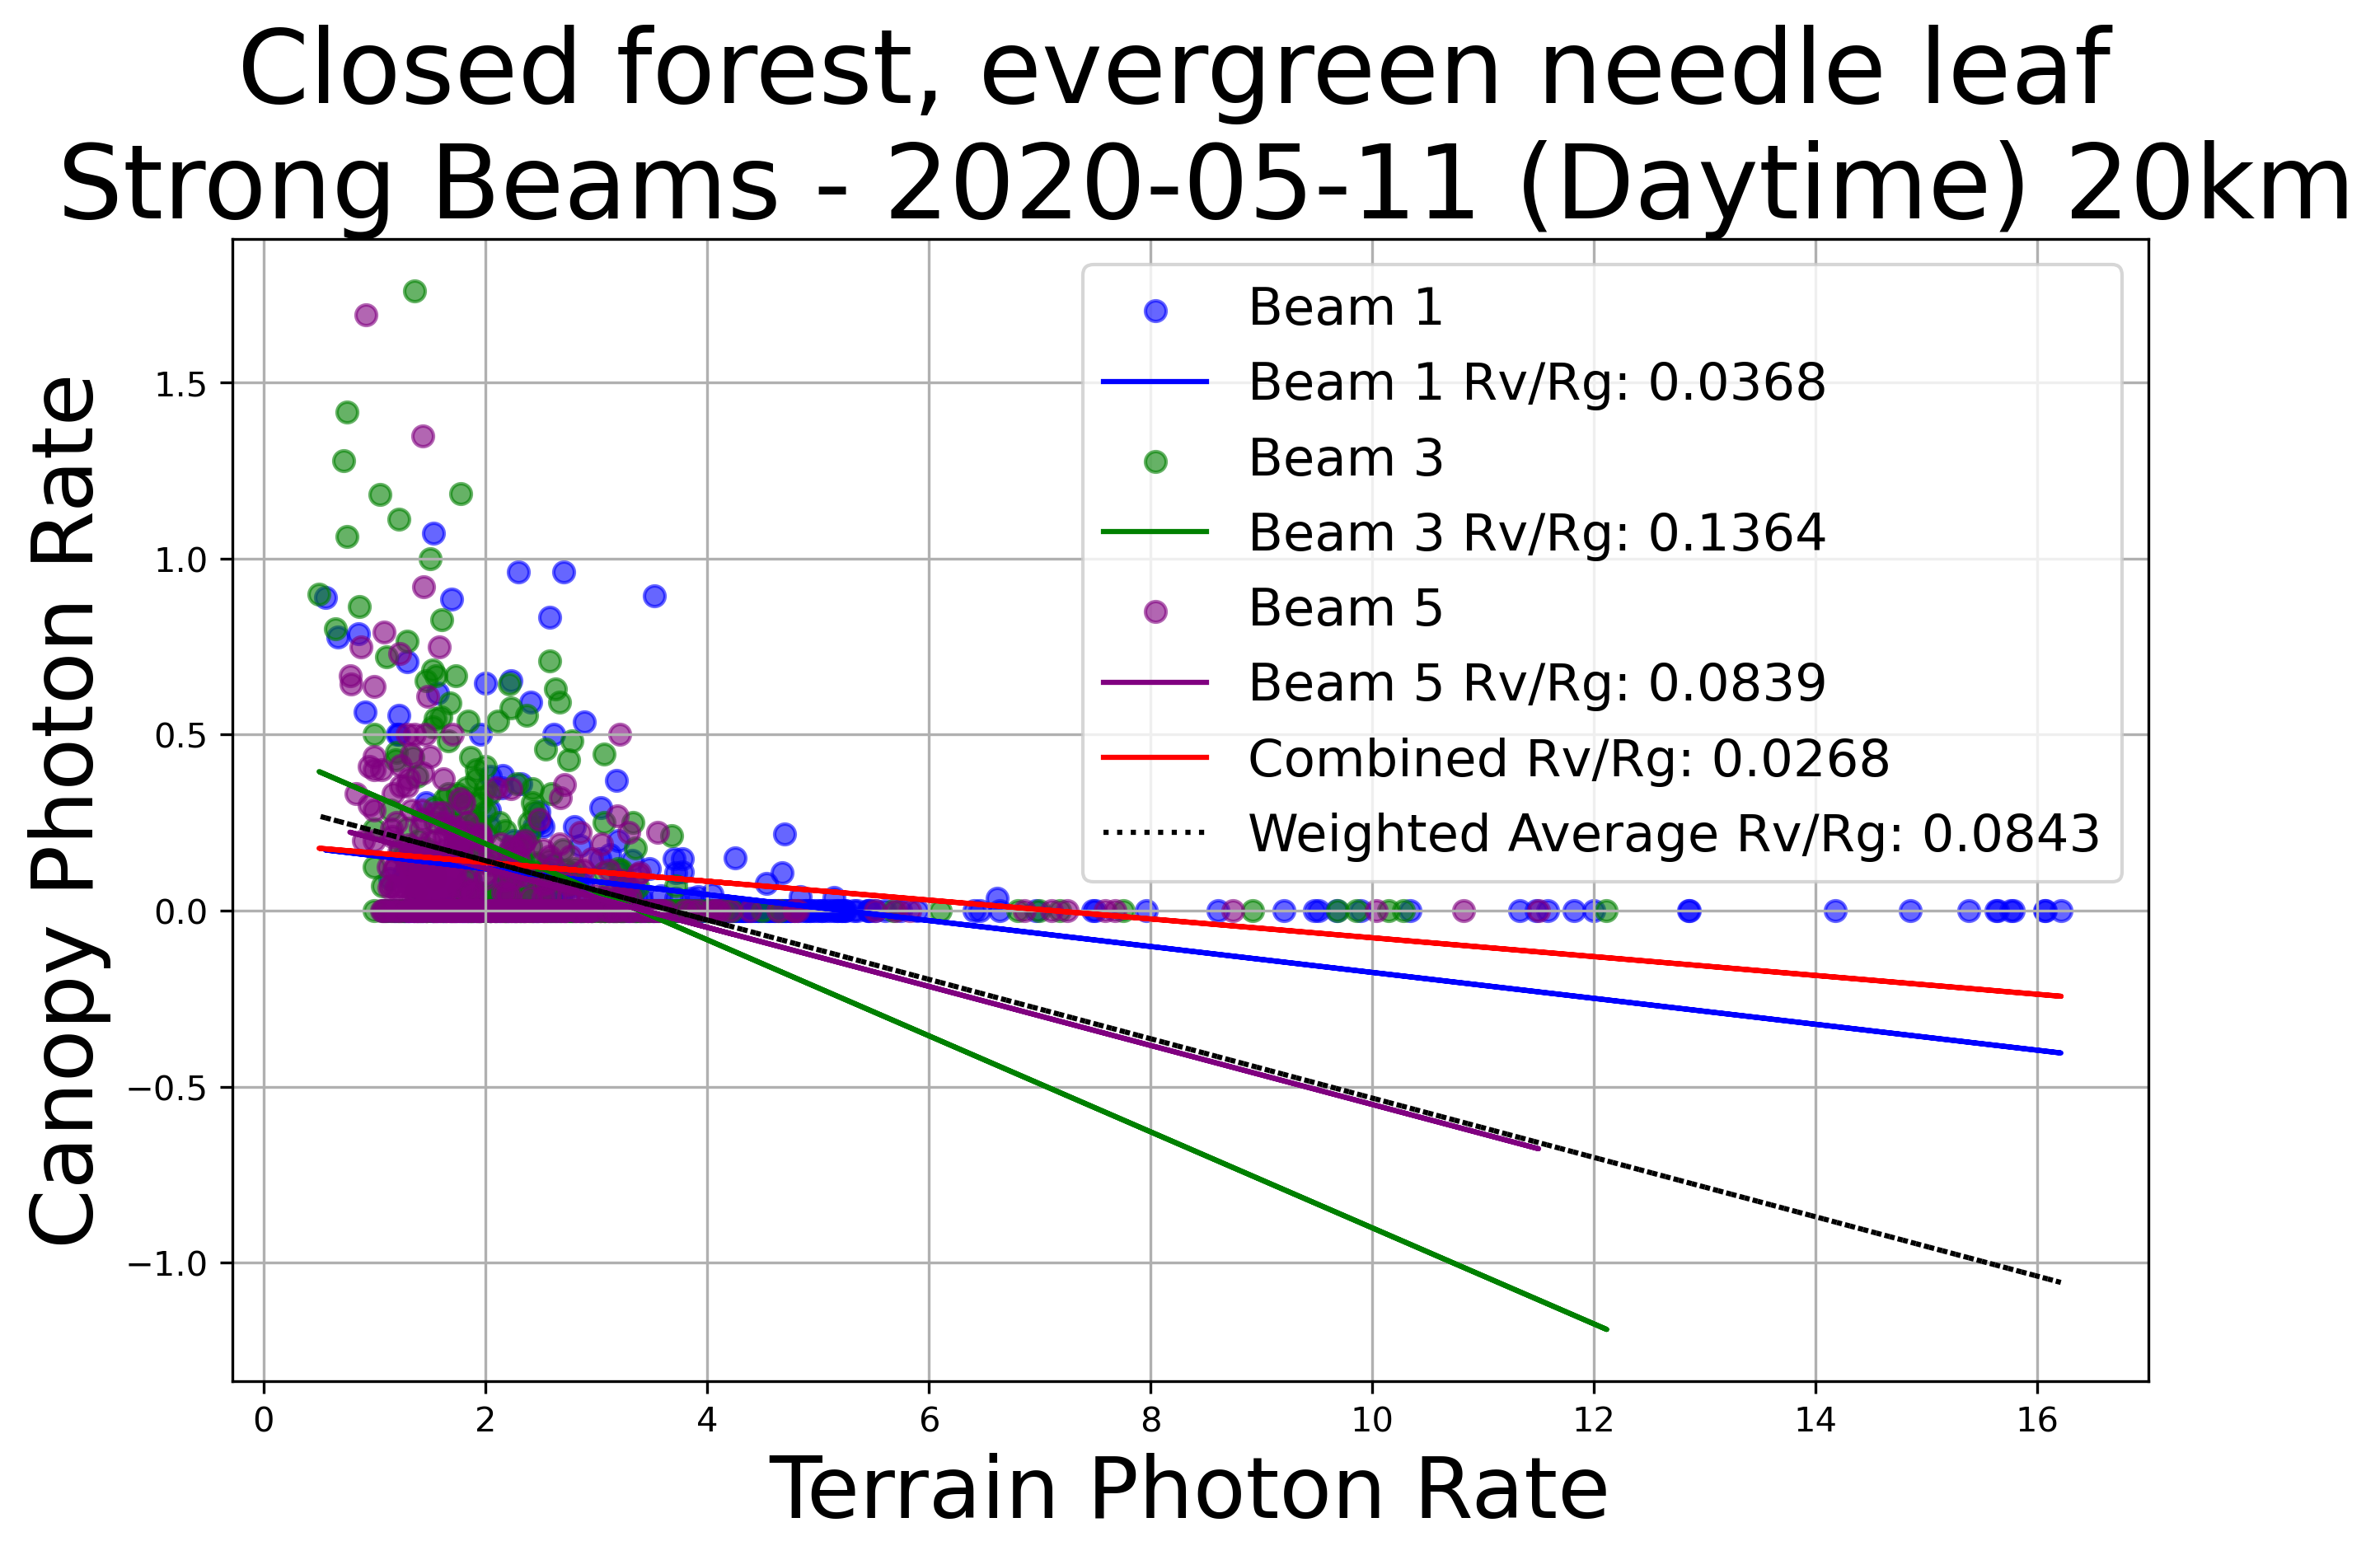 Closed forest, evergreen needle leaf
Strong Beams - 2020-05-11 (Daytime) 20km
Canopy Photon Rate
1.5
1.0
0.5
0.0
−0.5
−1.0
Beam 1
Beam 1 Rv/Rg: 0.0368
Beam 3
Beam 3 Rv/Rg: 0.1364
Beam 5
Beam 5 Rv/Rg: 0.0839
Combined Rv/Rg: 0.0268
Weighted Average Rv/Rg: 0.0843
0 2 4 6 8 10 12 14 16
Terrain Photon Rate